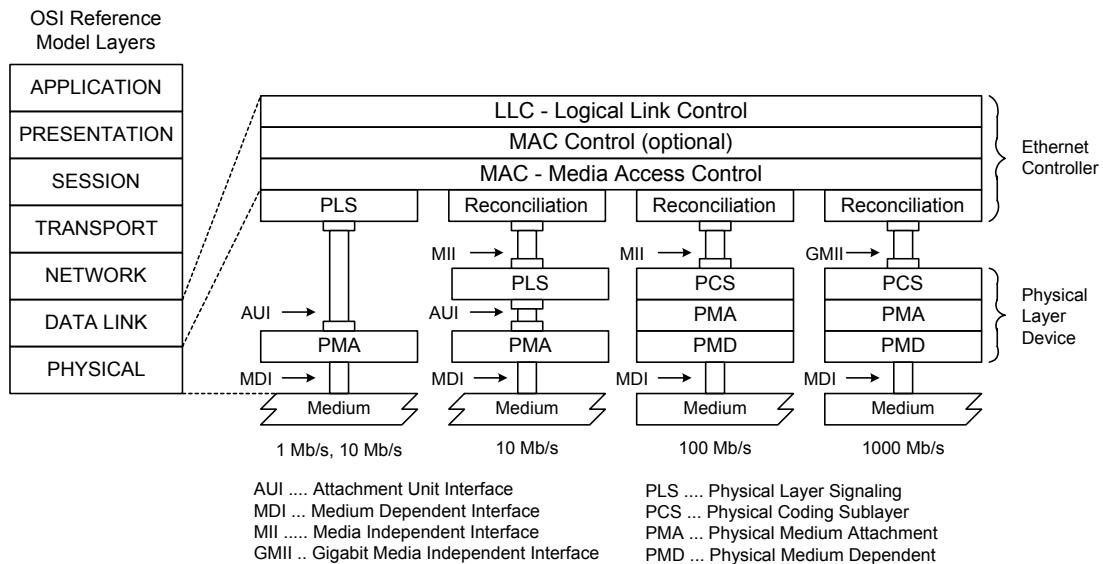 OSI Reference
Model Layers
APPLICATION
PRESENTATION
SESSION
TRANSPORT
NETWORK
DATA LINK
PHYSICAL
LLC - Logical Link Control
MAC Control (optional)
MAC - Media Access Control
Ethernet
Controller
PLS
Reconciliation
Reconciliation
Reconciliation
MII
MII
GMII
PLS
PCS
PCS
AUI
AUI
PMA
PMA
Physical
Layer
Device
PMA
PMA
PMD
PMD
MDI
MDI
MDI
MDI
Medium
Medium
Medium
Medium
1 Mb/s, 10 Mb/s
10 Mb/s
100 Mb/s
1000 Mb/s
AUI .... Attachment Unit Interface
MDI .... Medium Dependent Interface
MII ..... Media Independent Interface
GMII .. Gigabit Media Independent Interface
PLS .... Physical Layer Signaling
PCS ... Physical Coding Sublayer
PMA ... Physical Medium Attachment
PMD ... Physical Medium Dependent